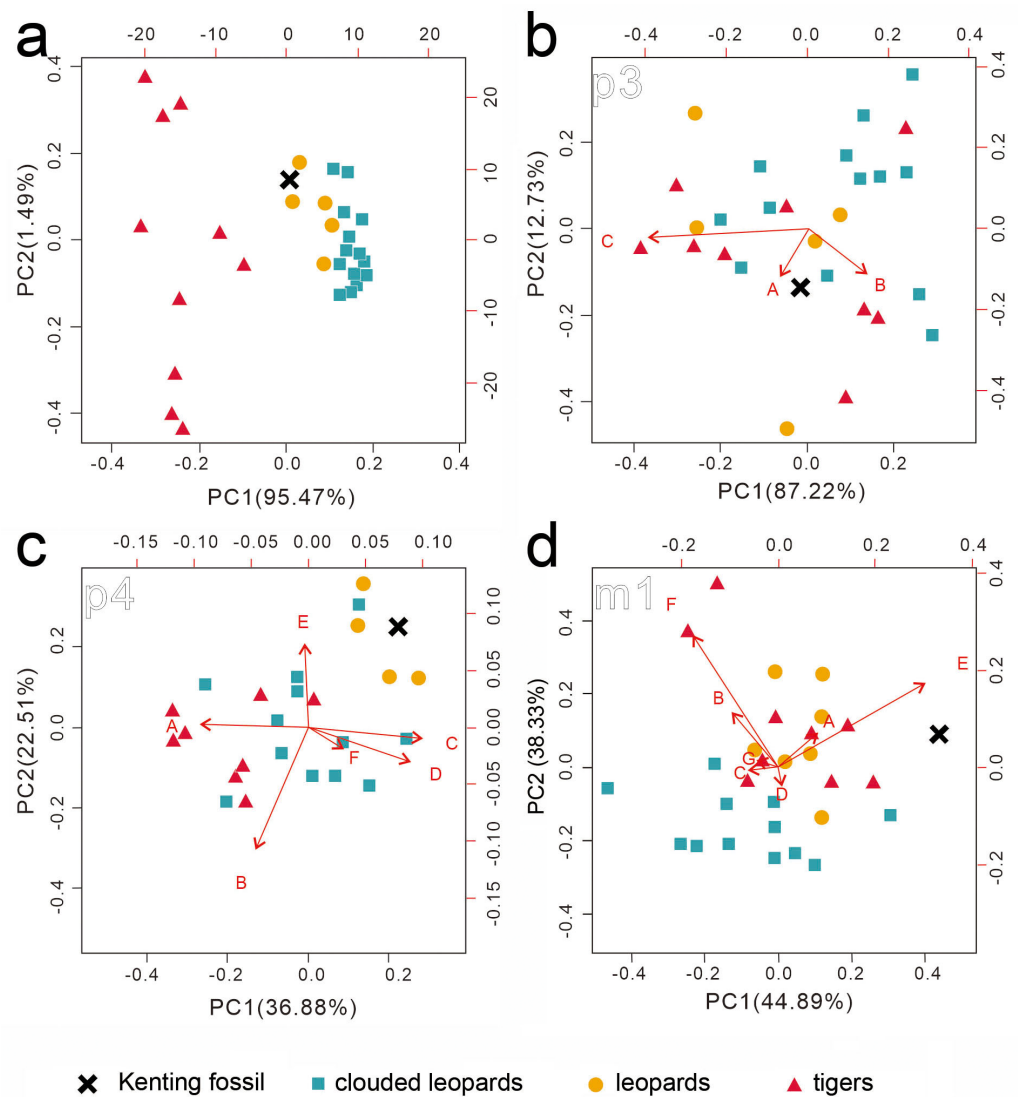 a
-20 -10 0 10 20
0.4
0.2
0.0
-0.2
-0.4
PC2(1.49%)
20
10
0
-10
-20
-0.4 -0.2 0.0 0.2 0.4
PC1(95.47%)
b
p3
-0.4 -0.2 0.0 0.2 0.4
0.2
0.0
-0.2
-0.4
PC2(12.73%)
C
A
B
0.4
0.2
0.0
-0.2
-0.4
-0.4 -0.2 0.0 0.2
PC1(87.22%)
c
p4
-0.15 -0.10 -0.05 0.00 0.05 0.10
0.2
0.0
-0.2
-0.4
PC2(22.51%)
E
A
F
C
D
B
0.10
0.05
0.00
-0.05
-0.10
-0.15
-0.4 -0.2 0.0 0.2
PC1(36.88%)
d
m1
-0.2 0.0 0.2 0.4
0.4
0.2
0.0
-0.2
-0.4
PC2 (38.33%)
F
E
B
A
G
C
D
0.4
0.2
0.0
-0.2
-0.4 -0.2 0.0 0.2 0.4
PC1(44.89%)
Kenting fossil clouded leopards leopards tigers